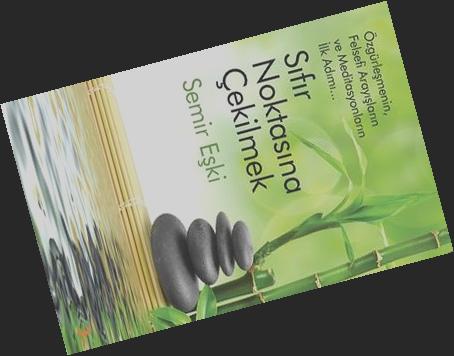 Özgürleşmenin,
Felsefi Arayışların
ve Meditasyonların
İlk Adımı...
Sıfır
Noktasına
Çekilmek
Semir Eşki